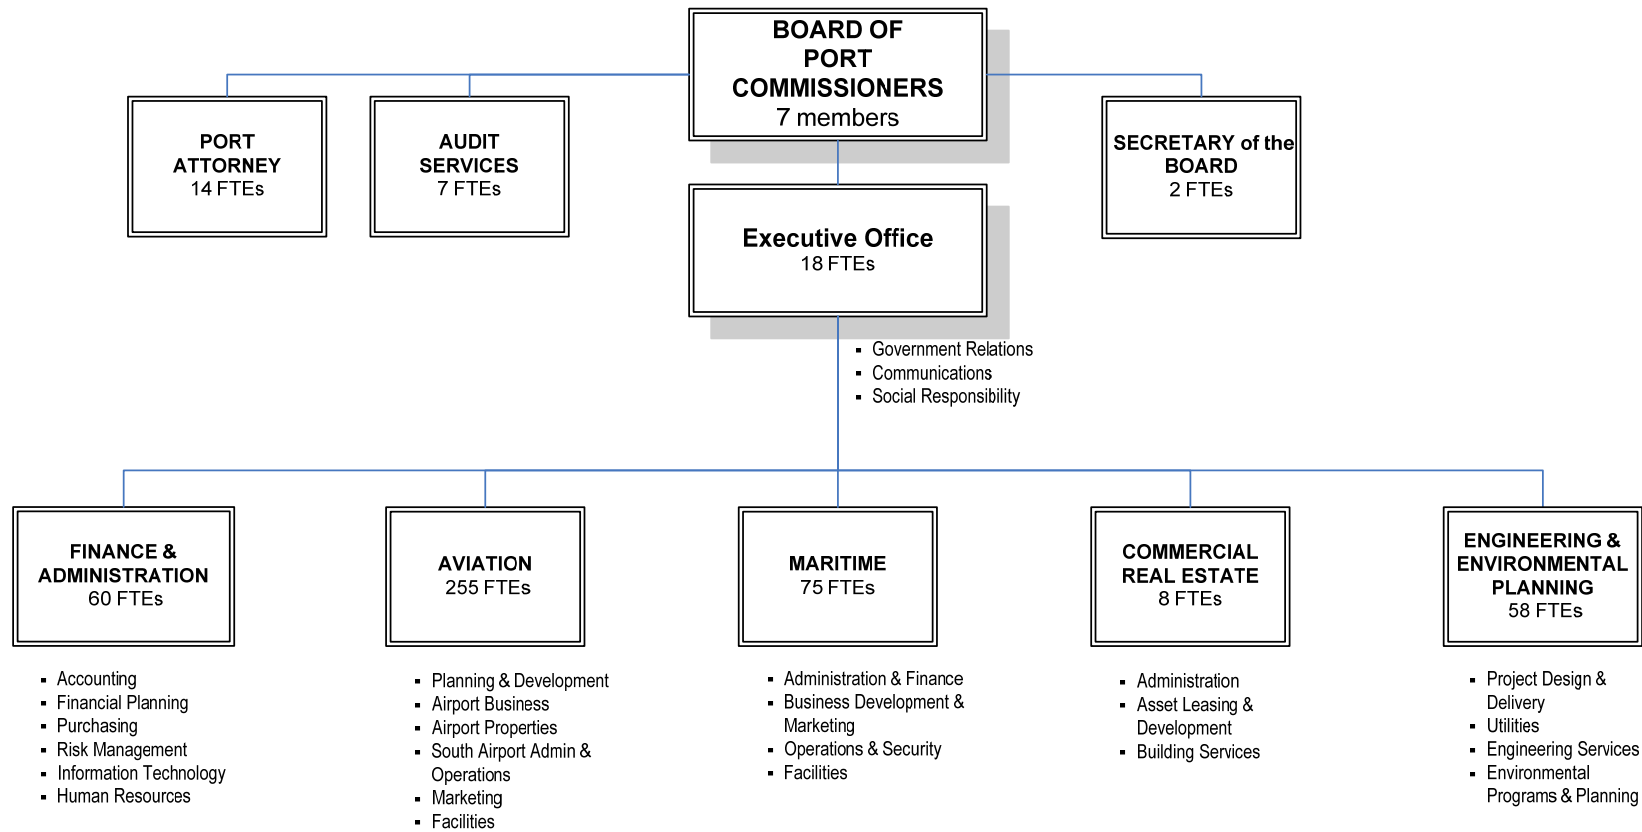 BOARD OF
PORT
COMMISSIONERS
7 members
PORT
ATTORNEY
14 FTEs
AUDIT
SERVICES
7 FTEs
SECRETARY of the
BOARD
2 FTEs
Executive Office
18 FTEs
▪ Government Relations
▪ Communications
▪ Social Responsibility
FINANCE &
ADMINISTRATION
60 FTEs
▪ Accounting
▪ Financial Planning
▪ Purchasing
▪ Risk Management
▪ Information Technology
▪ Human Resources
AVIATION
255 FTEs
▪ Planning & Development
▪ Airport Business
▪ Airport Properties
▪ South Airport Admin &
Operations
▪ Marketing
▪ Facilities
MARITIME
75 FTEs
▪ Administration & Finance
▪ Business Development &
Marketing
▪ Operations & Security
▪ Facilities
COMMERCIAL
REAL ESTATE
8 FTEs
▪ Administration
▪ Asset Leasing &
Development
▪ Building Services
ENGINEERING &
ENVIRONMENTAL
PLANNING
58 FTEs
▪ Project Design &
Delivery
▪ Utilities
▪ Engineering Services
▪ Environmental
Programs & Planning